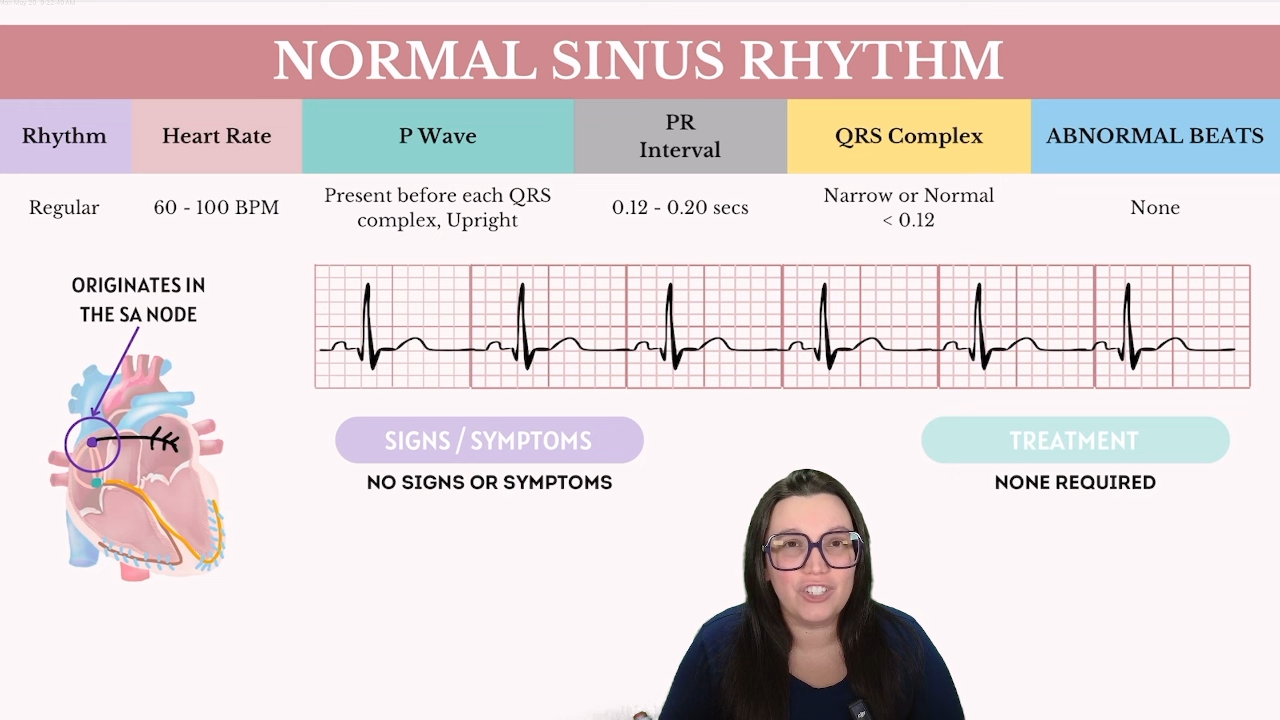 NORMAL SINUS RHYTHM
Rhythm
Heart Rate
P Wave
PR
Interval
QRS Complex
ABNORMAL BEATS
Regular
60 - 100 BPM
Present before each QRS
complex, Upright
0.12 - 0.20 secs
Narrow or Normal
< 0.12
None
ORIGINATES IN
THE SA NODE
SIGNS / SYMPTOMS
NO SIGNS OR SYMPTOMS
TREATMENT
NONE REQUIRED